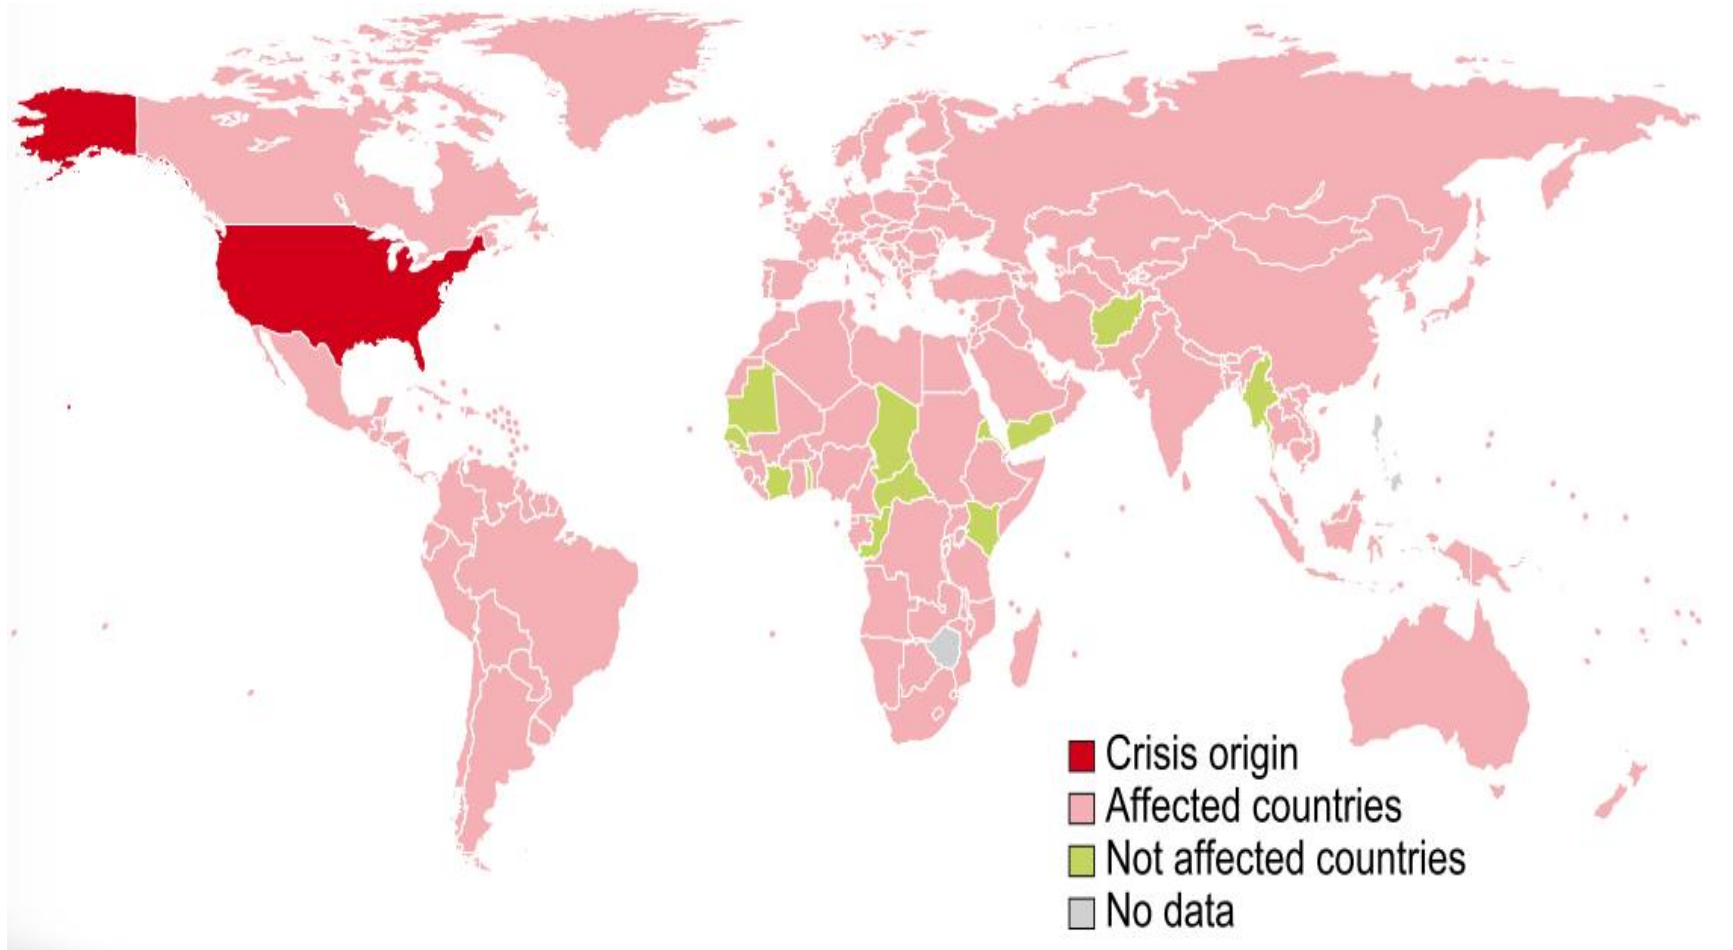 Crisis origin
Affected countries
Not affected countries
No data